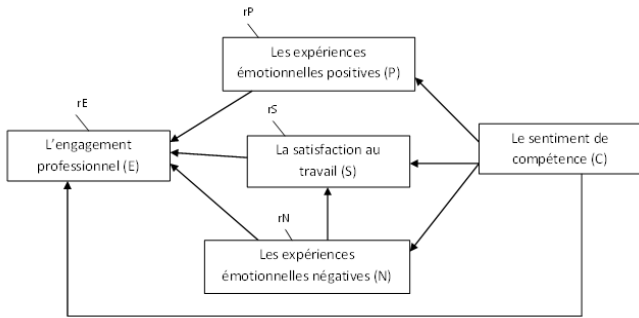 rP
Les expériences
émotionnelles positives (P)
rE
L'engagement
professionnel (E)
rS
La satisfaction au
travail (S)
Le sentiment de
compétence (C)
rN
Les expériences
émotionnelles négatives (N)